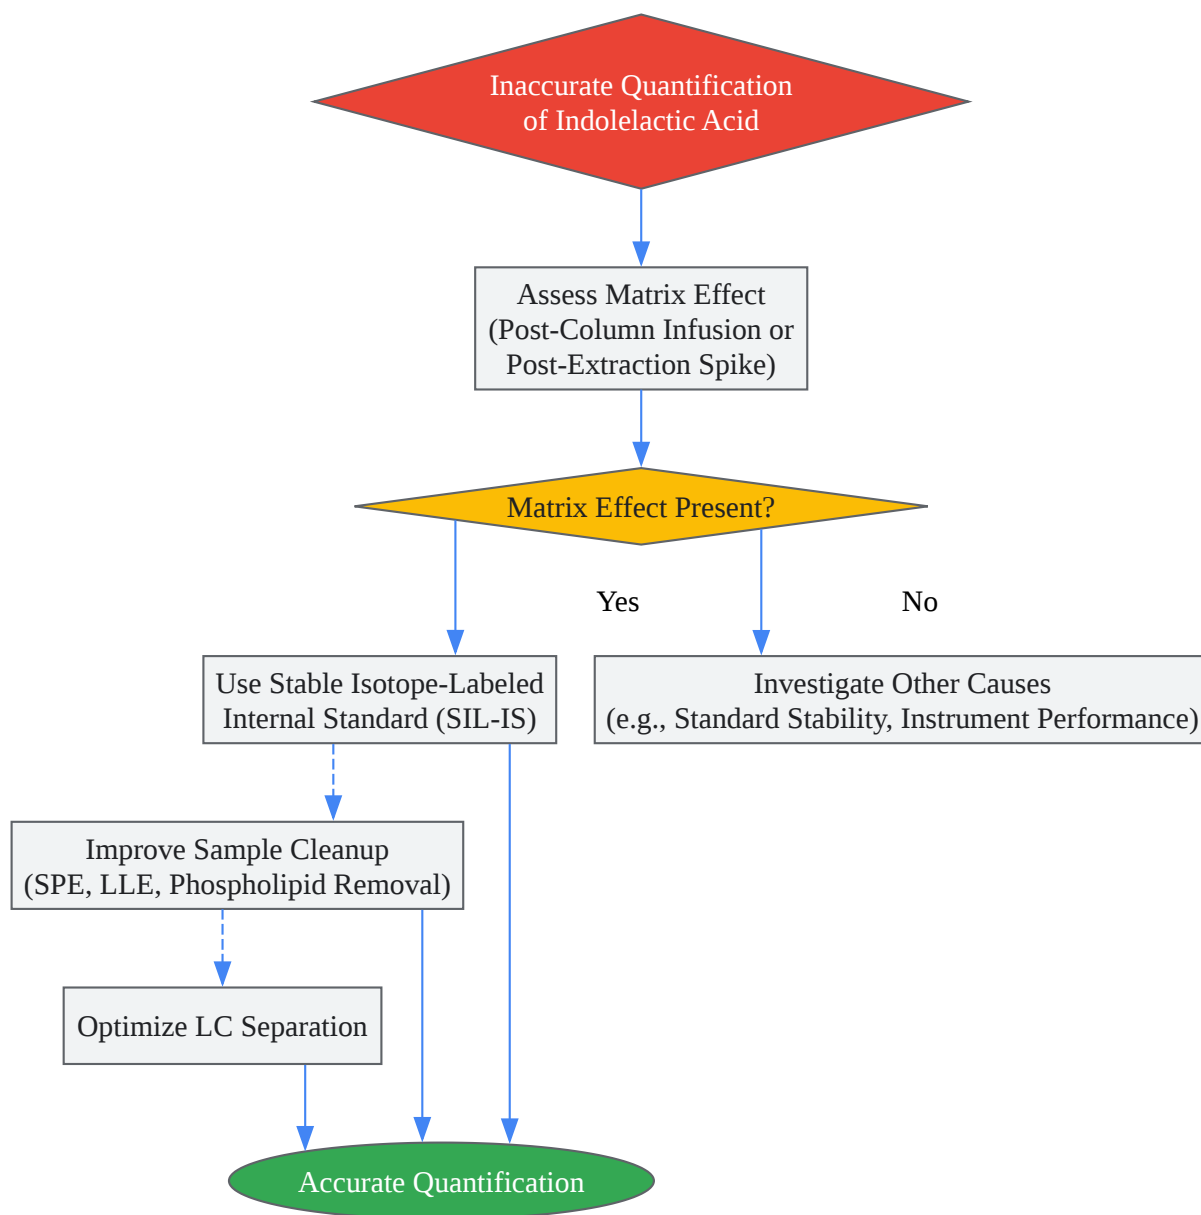 Inaccurate Quantification
of Indolelactic Acid
Assess Matrix Effect
(Post-Column Infusion or
Post-Extraction Spike)
Matrix Effect Present?
Yes
No
Use Stable Isotope-Labeled
Internal Standard (SIL-IS)
Investigate Other Causes
(e.g., Standard Stability, Instrument Performance)
Improve Sample Cleanup
(SPE, LLE, Phospholipid Removal)
Optimize LC Separation
Accurate Quantification